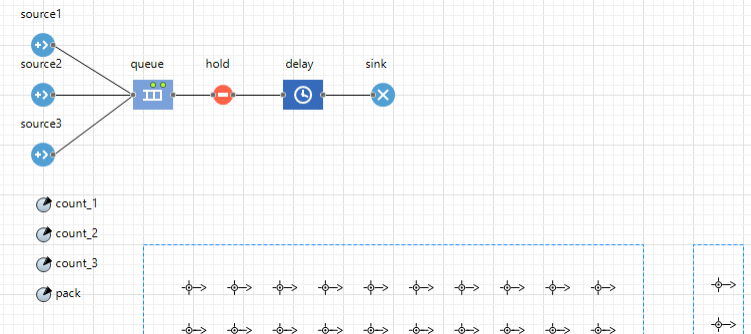 source1
source2
queue
hold
delay
sink
source3
count_1
count_2
count_3
pack